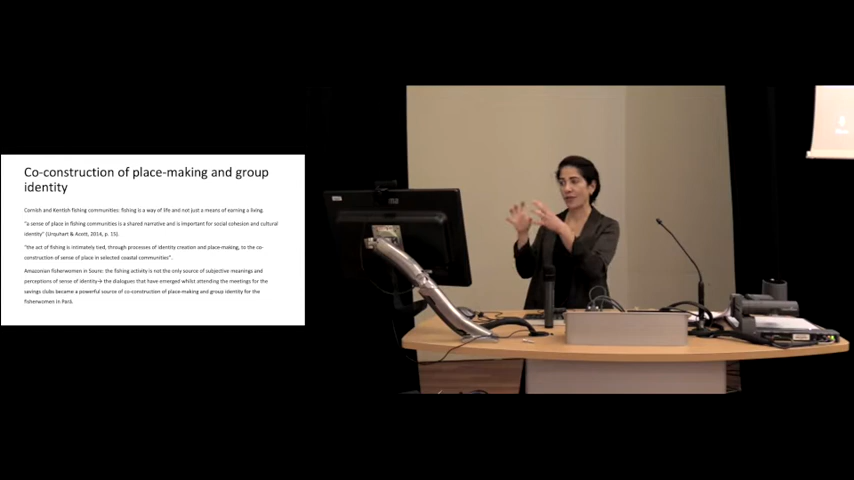 Co-construction of place-making and group
identity
Cornish and Kentish fishing communities: fishing is a way of life and not just a means of earning a living
"a sense of place in fishing communities is a shared narrative and is important for social cohesion and cultural
identity" (Urquhart & Acott, 2014, p. 15).
"the act of fishing is intimately tied, through processes of identity creation and place-making, to the co-
construction of sense of place in selected coastal communities".
Amazonian fisherwomen in Soure: the fishing activity is not the only source of subjective meanings and
perceptions of sense of identity→ the dialogues that have emerged whilst attending the meetings for the
savings clubs became a powerful source of co-construction of place-making and group identity for the
fisherwomen in Pará.